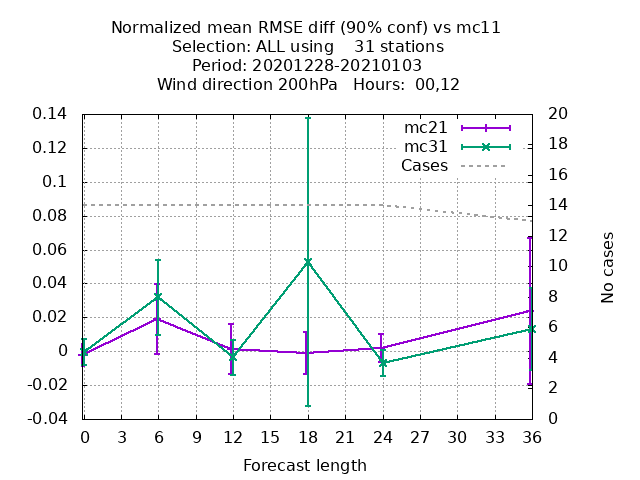 Normalized mean RMSE diff (90% conf) vs mc11
Selection: ALL using    31 stations
Period: 20201228-20210103
Wind direction 200hPa   Hours:  00,12
0.14
0.12
0.1
0.08
0.06
0.04
0.02
0
-0.02
-0.04
20
18
16
14
12
10
8
6
4
2
0
mc21
mc31
Cases
No cases
0 3 6 9 12 15 18 21 24 27 30 33 36
Forecast length